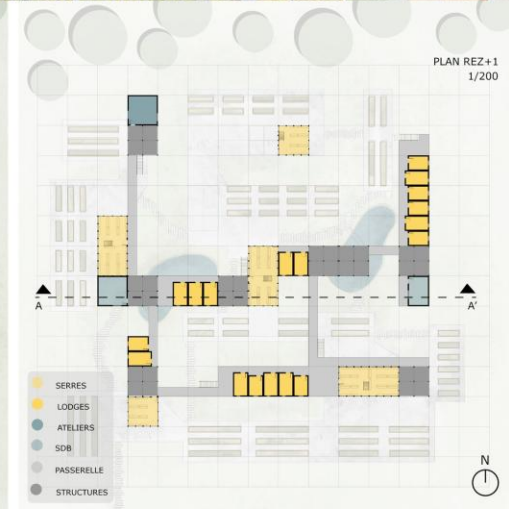 PLAN REZ+1
1/200
A
A'
SERRES
LODGES
ATELIERS
SDB
PASSERELLE
STRUCTURES
N